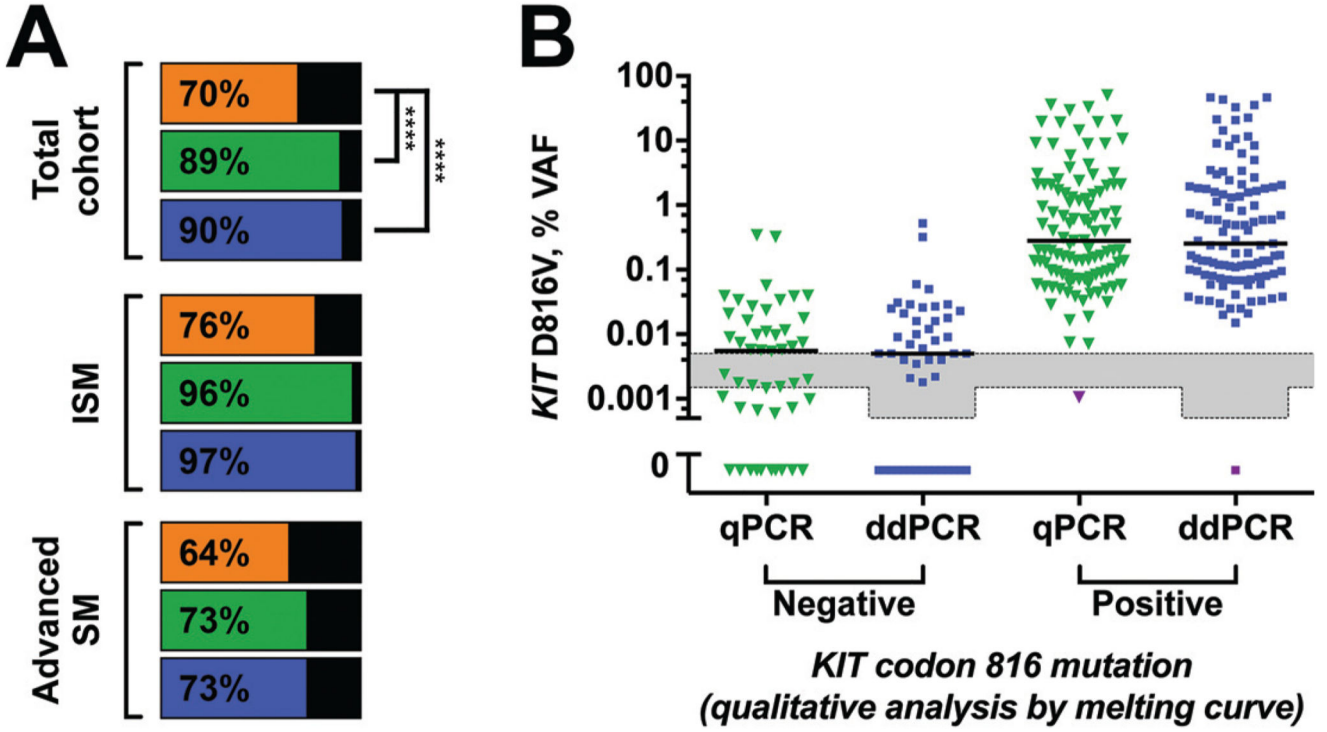 A
Total
cohort
70%
89%
90%
****
****
ISM
76%
96%
97%
Advanced
SM
64%
73%
73%
B
KIT D816V, % VAF
100
10
1
0.1
0.01
0.001
0
qPCR ddPCR qPCR ddPCR
Negative Positive
KIT codon 816 mutation
(qualitative analysis by melting curve)